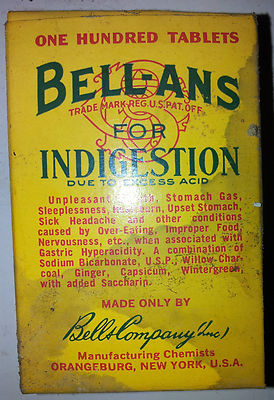 ONE HUNDRED TABLETS
BELL-ANS
TRADE MARK REG. U.S. PAT. OFF.
FOR
INDIGESTION
DUE TO EXCESS ACID
Unpleasant Stomach Gas,
Sleeplessness, Heartburn, Upset Stomach,
Sick Headache and other conditions
caused by Over-Eating, Improper Food,
Nervousness, etc., when associated with
Gastric Hyperacidity. A combination of
Sodium Bicarbonate, U.S.P., Willow Char-
coal, Ginger, Capsicum, Wintergreen,
with added Saccharin.
MADE ONLY BY
Bell & Company (Inc.)
Manufacturing Chemists
ORANGEBURG, NEW YORK, U.S.A.